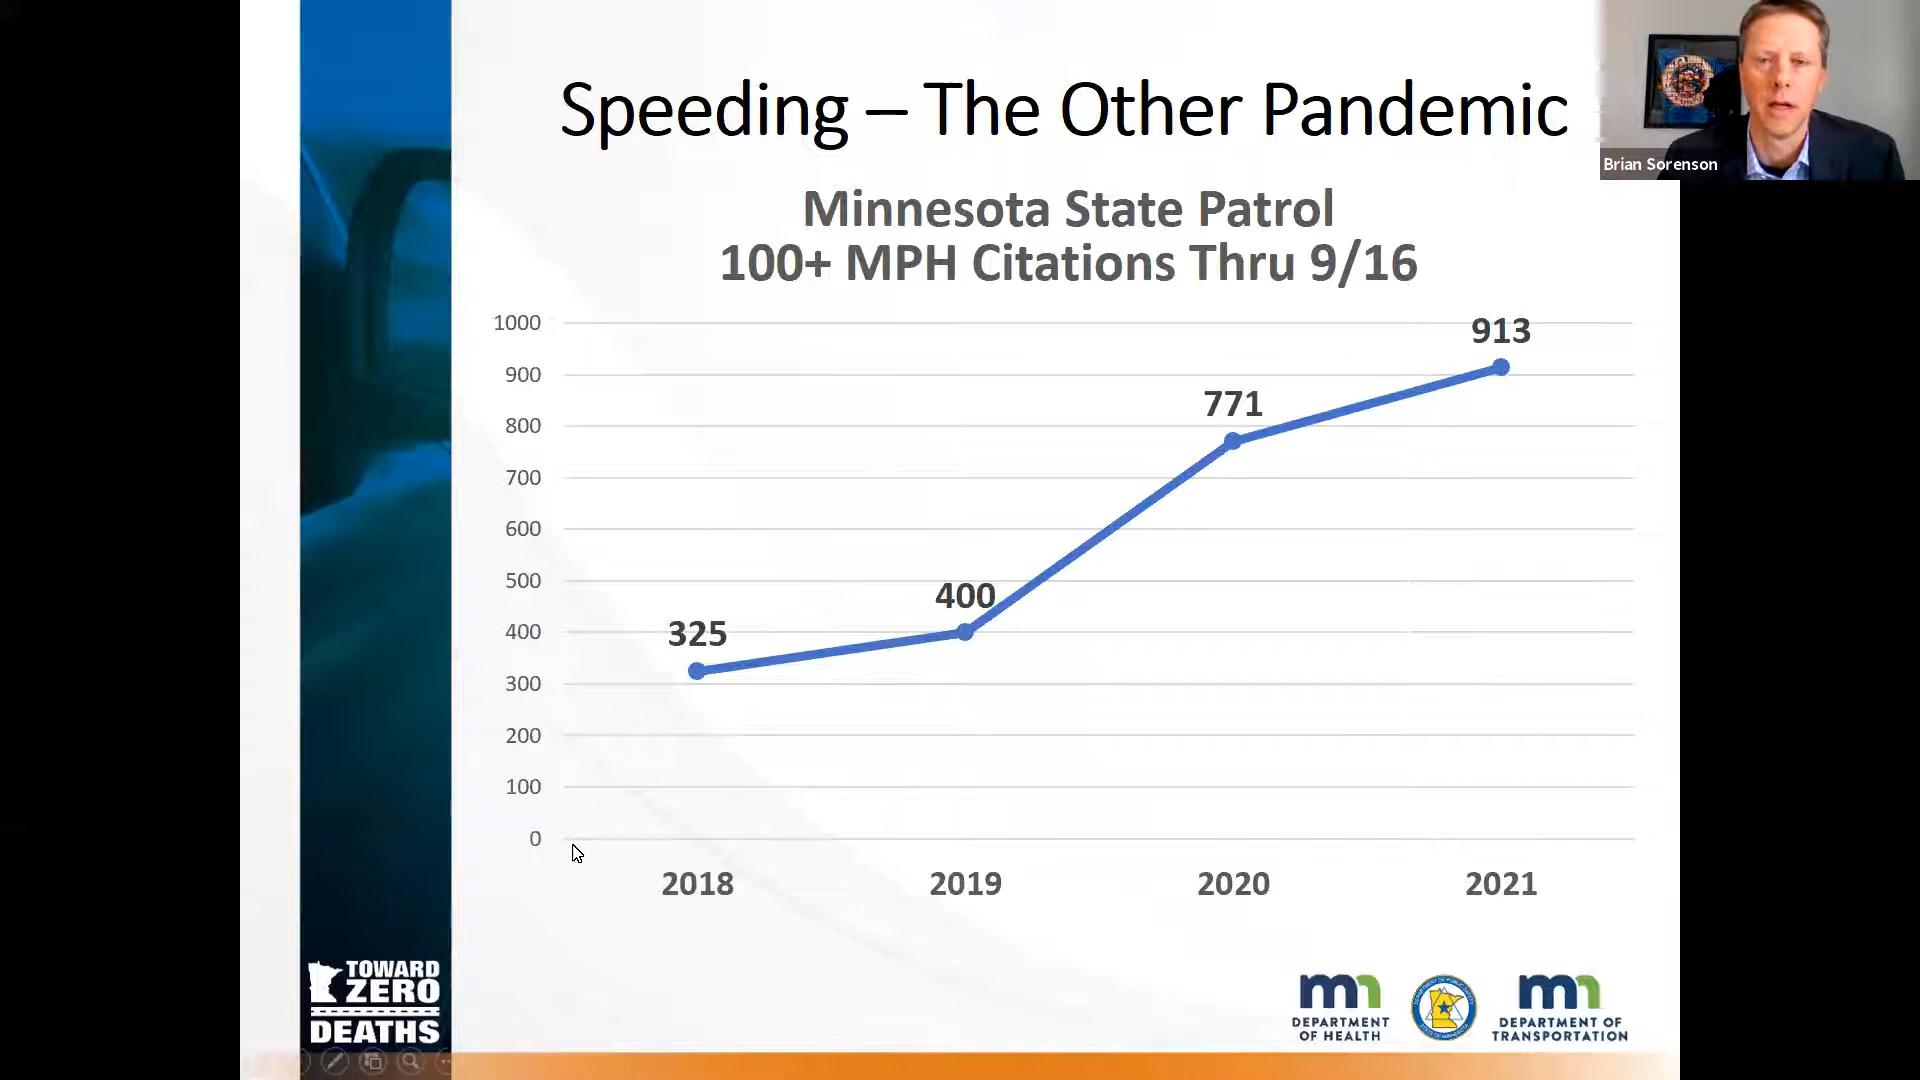 Speeding – The Other Pandemic
Brian Sorenson
Minnesota State Patrol
100+ MPH Citations Thru 9/16
1000
900
800
700
600
500
400
300
200
100
0
325
400
771
913
2018
2019
2020
2021
TOWARD
ZERO
DEATHS
DEPARTMENT
OF HEALTH
DEPARTMENT OF
TRANSPORTATION